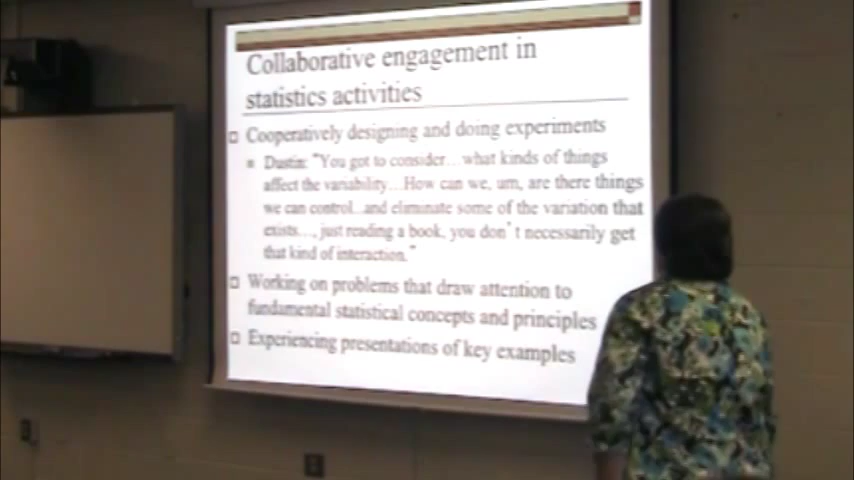 Collaborative engagement in
statistics activities
Cooperatively designing and doing experiments
Dustin: "You got to consider…what kinds of things
affect the variability…How can we, um, are there things
we can control…and eliminate some of the variation that
exists…, just reading a book, you don't necessarily get
that kind of interaction."
Working on problems that draw attention to
fundamental statistical concepts and principles
Experiencing presentations of key examples